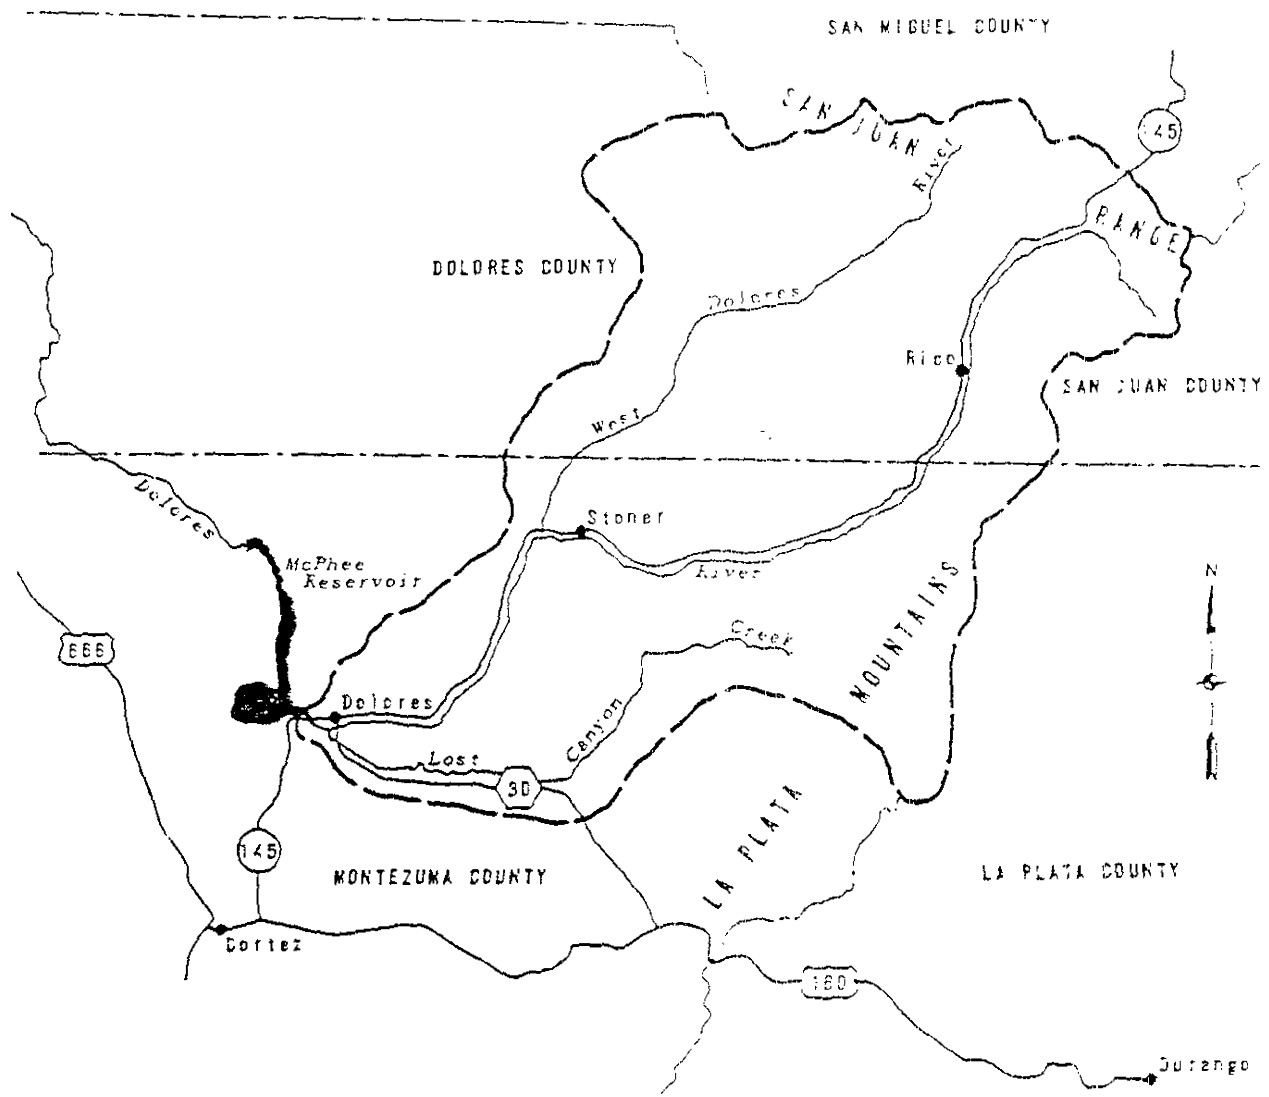 SAN MIGUEL COUNTY
SAN JUAN
RANGE
145
River
DOLORES COUNTY
Dolores
Rico
SAN JUAN COUNTY
West
Dolores
Stoner
River
McPhee
Reservoir
N
666
Creek
MOUNTAINS
Dolores
Canyon
Lost
30
LA PLATA
145
MONTEZUMA COUNTY
LA PLATA COUNTY
Cortez
160
Durango